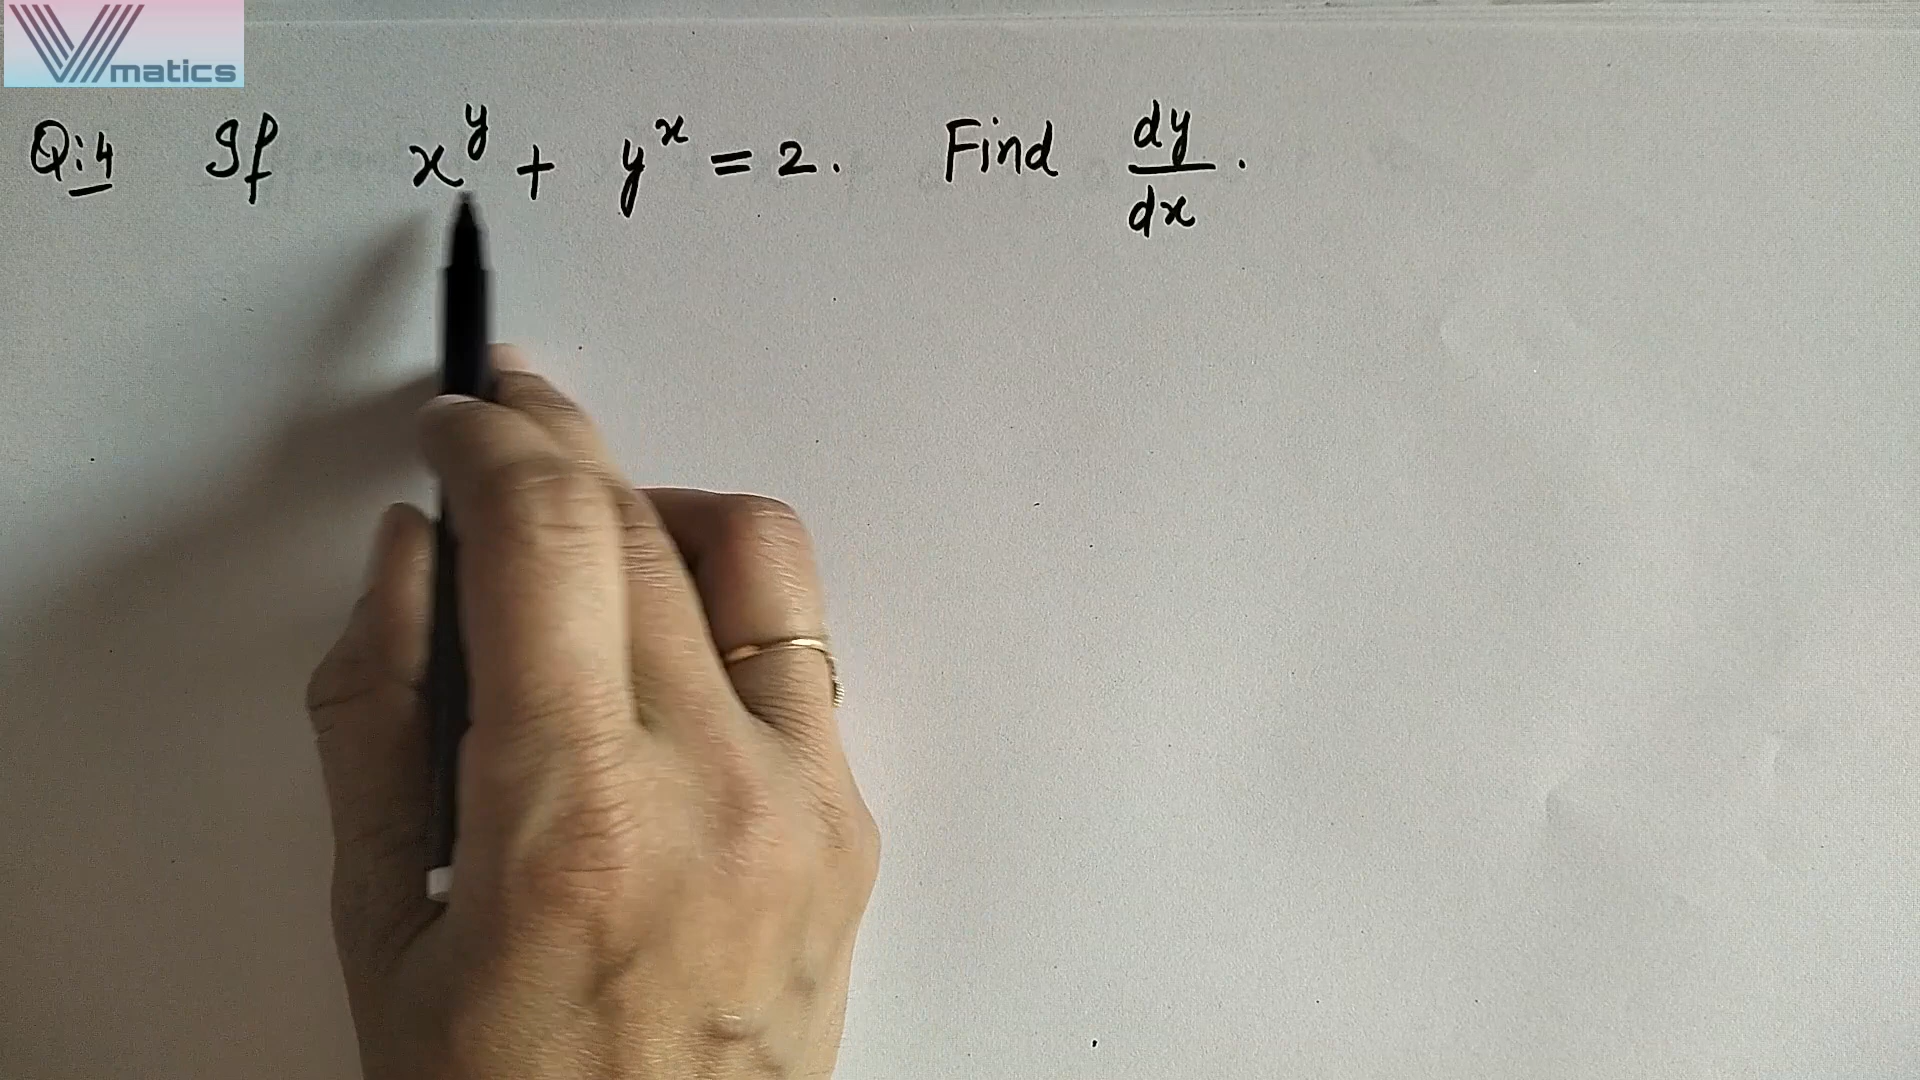 Vmatics
Q:4 If x^y + y^x = 2. Find dy/dx.